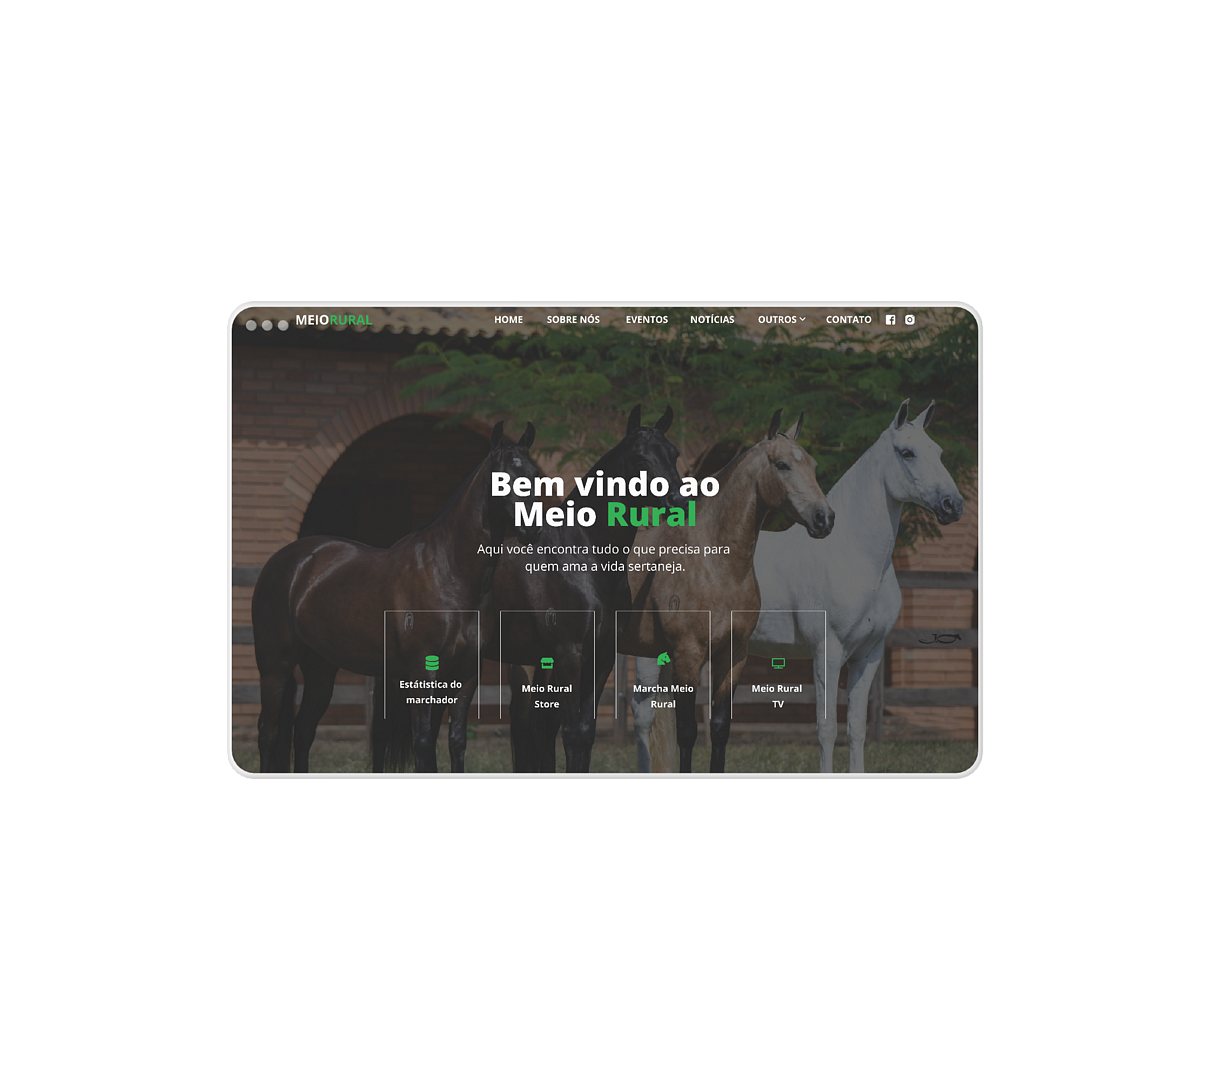 MEIORURAL
HOME SOBRE NÓS EVENTOS NOTÍCIAS OUTROS CONTATO
Bem vindo ao
Meio Rural
Aqui você encontra tudo o que precisa para
quem ama a vida sertaneja.
Estátistica do
marchador
Meio Rural
Store
Marcha Meio
Rural
Meio Rural
TV